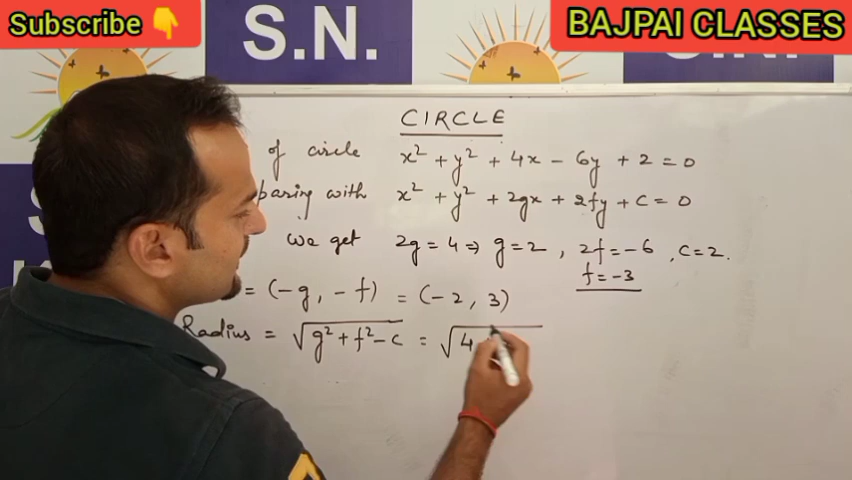 Subscribe 👇
S.N.
BAJPAI CLASSES
CIRCLE
of circle x² + y² + 4x - 6y + 2 = 0
paring with x² + y² + 2gx + 2fy + c = 0
We get 2g = 4 ⇒ g = 2 , 2f = -6 , c = 2.
f = -3
= (-g, -f) = (-2, 3)
Radius = √(g² + f² - c) = √4